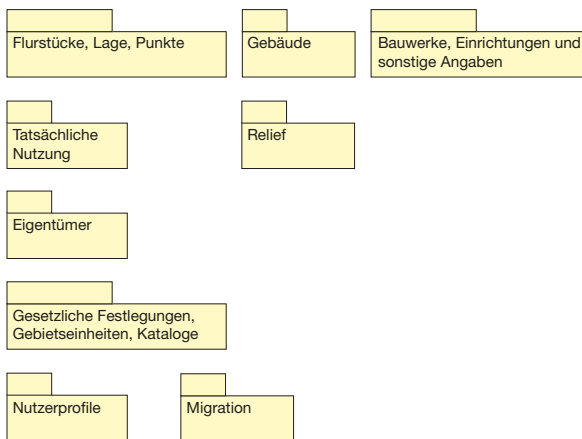 Flurstücke, Lage, Punkte
Gebäude
Bauwerke, Einrichtungen und
sonstige Angaben
Tatsächliche
Nutzung
Relief
Eigentümer
Gesetzliche Festlegungen,
Gebietseinheiten, Kataloge
Nutzerprofile
Migration